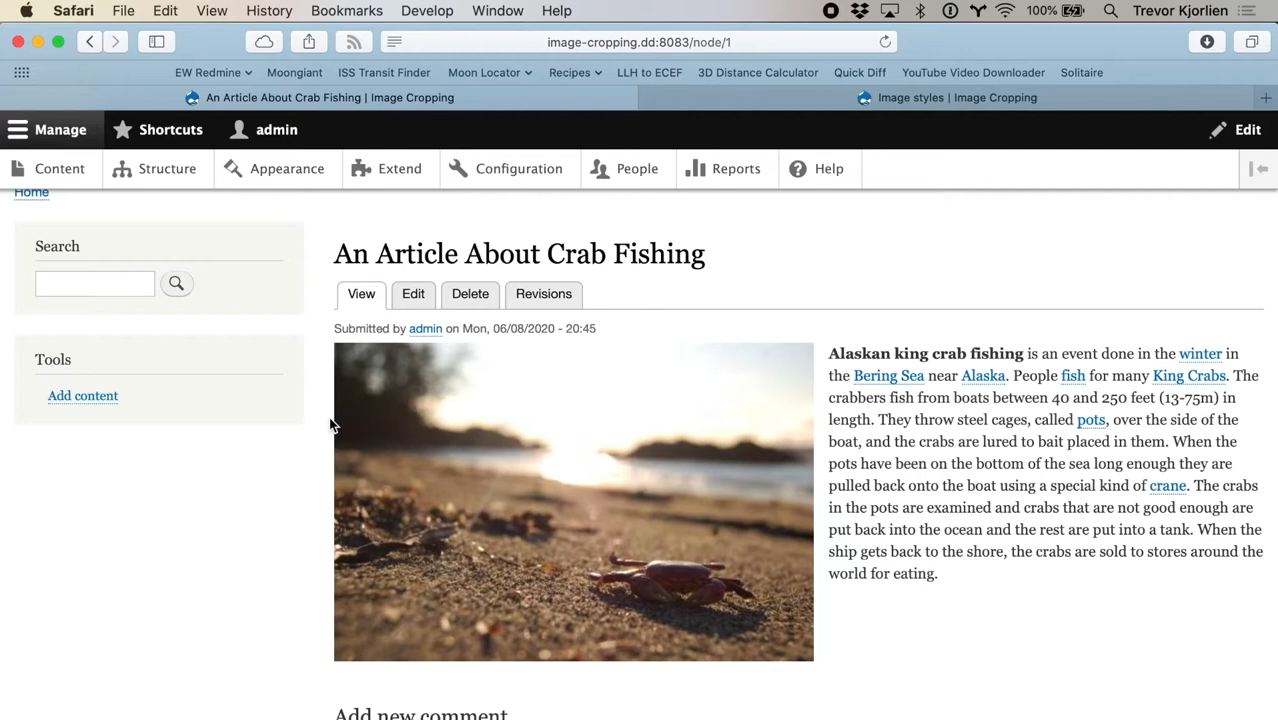 Safari File Edit View History Bookmarks Develop Window Help 100% Trevor Kjorlien
image-cropping.dd:8083/node/1
EW Redmine Moongiant ISS Transit Finder Moon Locator Recipes LLH to ECEF 3D Distance Calculator Quick Diff YouTube Video Downloader Solitaire
An Article About Crab Fishing | Image Cropping Image styles | Image Cropping
Manage Shortcuts admin Edit
Content Structure Appearance Extend Configuration People Reports Help
Home
Search
Tools
Add content
An Article About Crab Fishing
View Edit Delete Revisions
Submitted by admin on Mon, 06/08/2020 - 20:45
Alaskan king crab fishing is an event done in the winter in
the Bering Sea near Alaska. People fish for many King Crabs. The
crabbers fish from boats between 40 and 250 feet (13-75m) in
length. They throw steel cages, called pots, over the side of the
boat, and the crabs are lured to bait placed in them. When the
pots have been on the bottom of the sea long enough they are
pulled back onto the boat using a special kind of crane. The crabs
in the pots are examined and crabs that are not good enough are
put back into the ocean and the rest are put into a tank. When the
ship gets back to the shore, the crabs are sold to stores around the
world for eating.
Add new comment